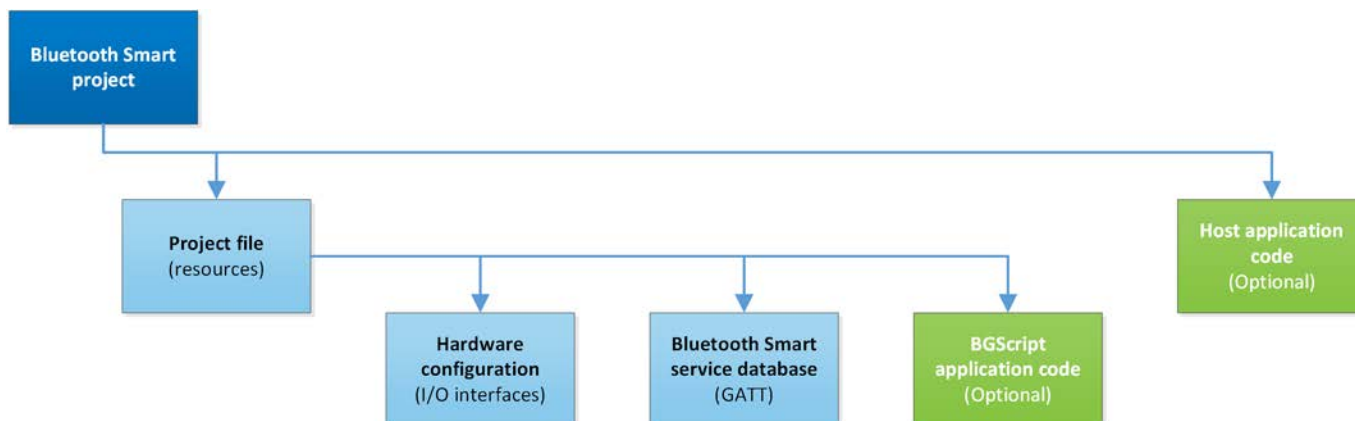 Bluetooth Smart
project
Project file
(resources)
Host application
code
(Optional)
Hardware
configuration
(I/O interfaces)
Bluetooth Smart
service database
(GATT)
BGScript
application code
(Optional)